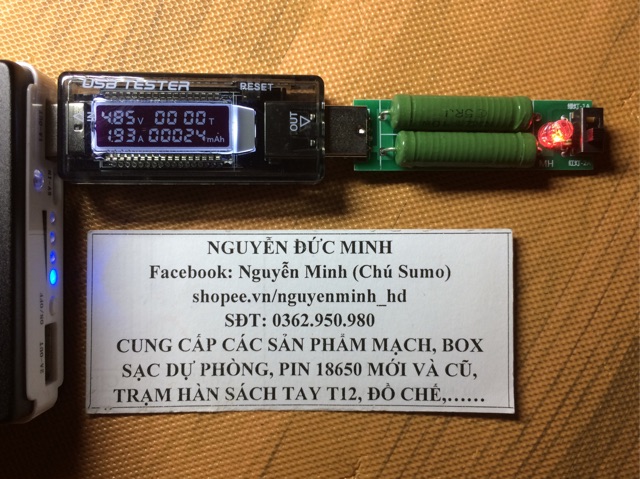 USB TESTER
RESET
4.85V 00:00T
1.93A 00024mAh
OUT
NGUYỄN ĐỨC MINH
Facebook: Nguyễn Minh (Chú Sumo)
shopee.vn/nguyenminh_hd
SĐT: 0362.950.980
CUNG CẤP CÁC SẢN PHẨM MẠCH, BOX
SẠC DỰ PHÒNG, PIN 18650 MỚI VÀ CŨ,
TRẠM HÀN SÁCH TAY T12, ĐỒ CHẾ,......